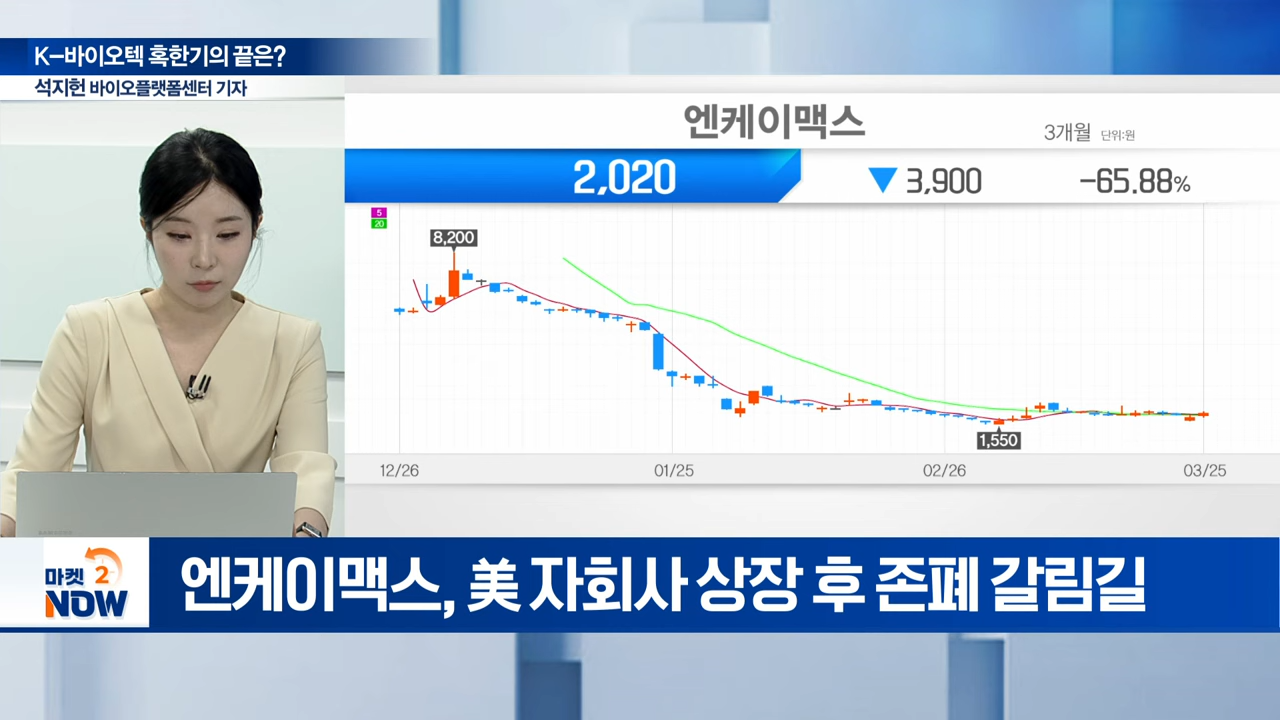 K-바이오텍 혹한기의 끝은?
석지헌 바이오플랫폼센터 기자
엔케이맥스
3개월 단위:원
2,020 ▼ 3,900 -65.88%
5
20
8,200
1,550
12/26 01/25 02/26 03/25
마켓 2
NOW
엔케이맥스, 美 자회사 상장 후 존폐 갈림길